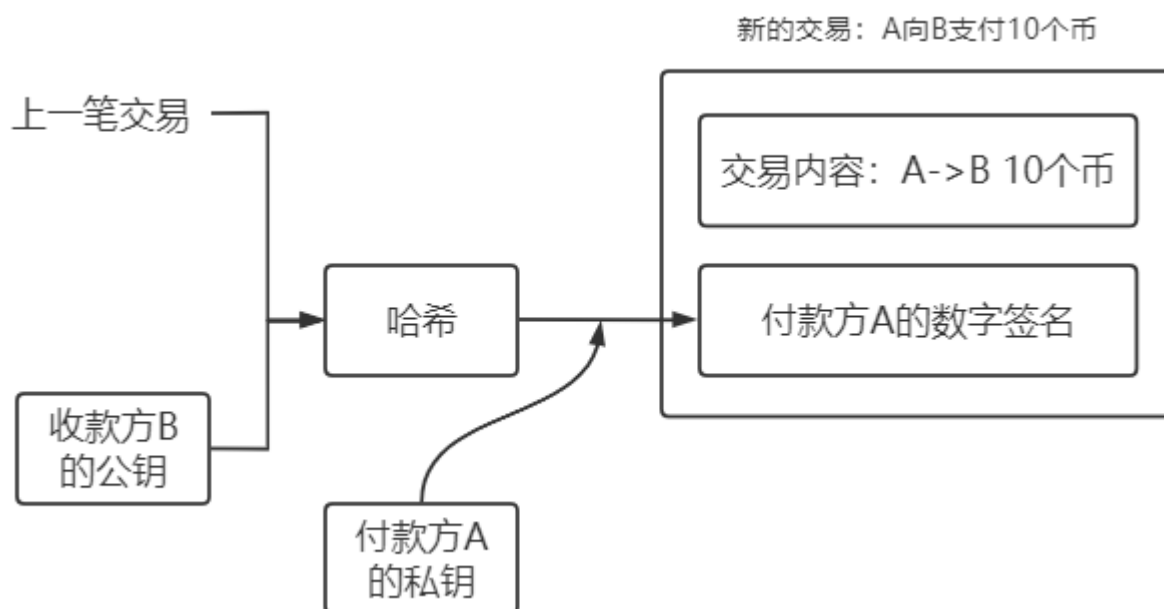 新的交易：A向B支付10个币
上一笔交易
交易内容：A->B 10个币
哈希
付款方A的数字签名
收款方B
的公钥
付款方A
的私钥